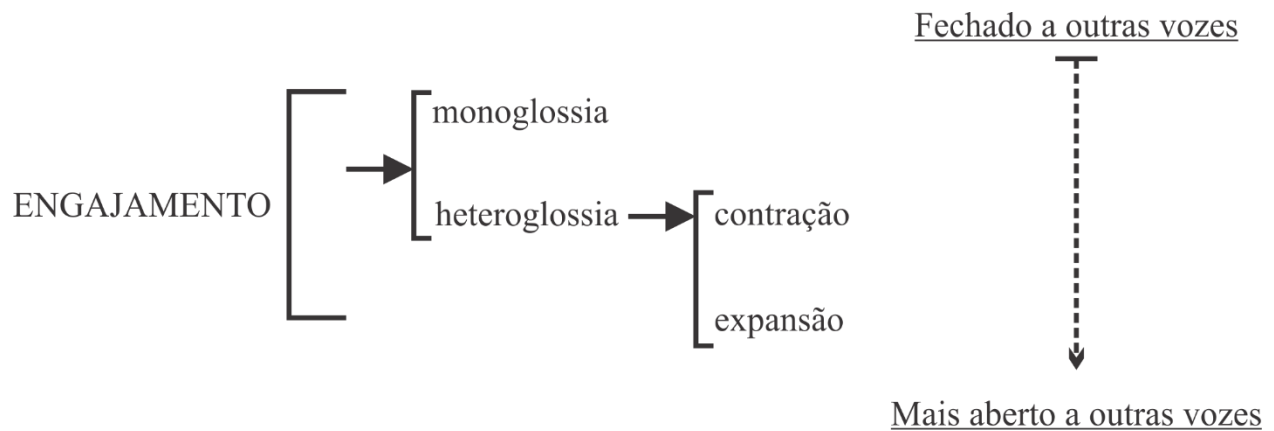 Fechado a outras vozes
monoglossia
ENGAJAMENTO
heteroglossia
contração
expansão
Mais aberto a outras vozes